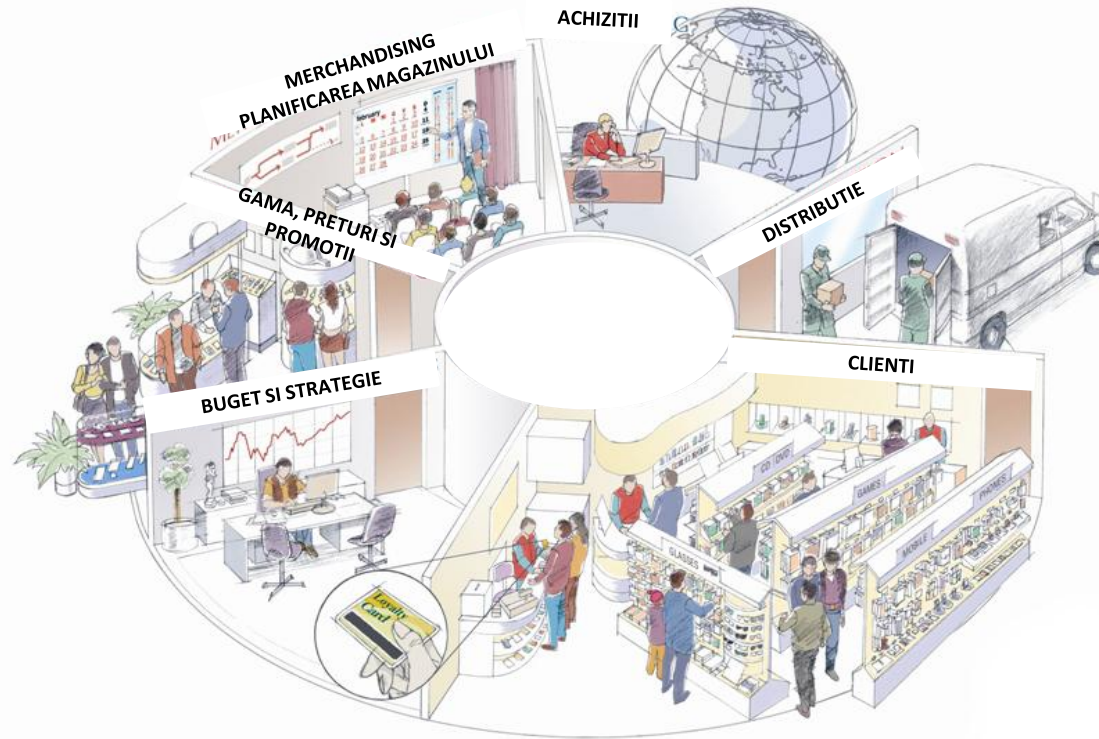 ACHIZITII
G
MERCHANDISING
PLANIFICAREA MAGAZINULUI
february
GAMA, PRETURI SI
PROMOTII
DISTRIBUTIE
BUGET SI STRATEGIE
CLIENTI
CD DVD
GAMES
PHONES
MOBILE
GLASSES
Loyalty
Card